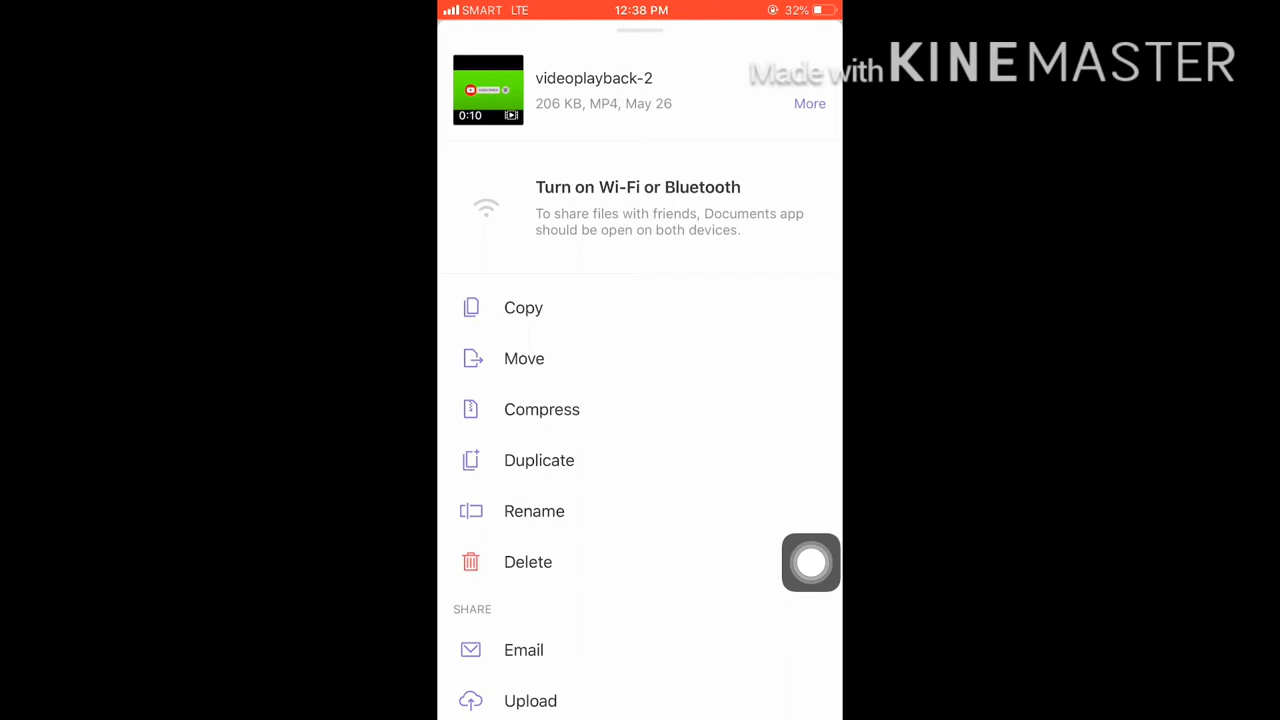 SMART LTE 12:38 PM 32%
Made with KINEMASTER
videoplayback-2
206 KB, MP4, May 26
More
0:10
Turn on Wi-Fi or Bluetooth
To share files with friends, Documents app
should be open on both devices.
Copy
Move
Compress
Duplicate
Rename
Delete
SHARE
Email
Upload